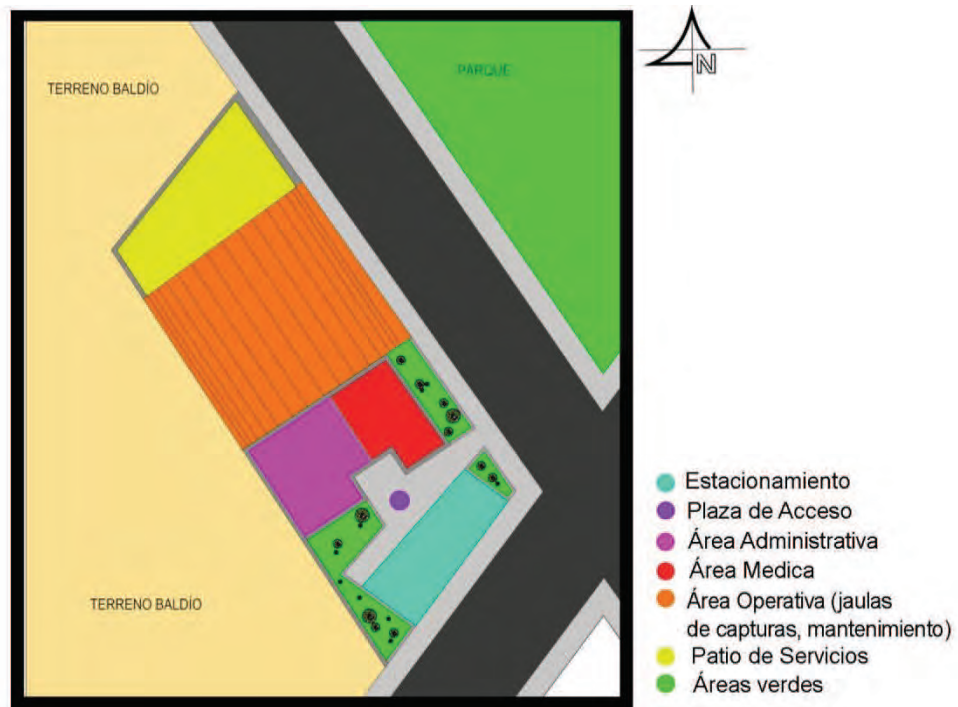 TERRENO BALDÍO
PARQUE
N
TERRENO BALDÍO
Estacionamiento
Plaza de Acceso
Área Administrativa
Área Medica
Área Operativa (jaulas
de capturas, mantenimiento)
Patio de Servicios
Áreas verdes